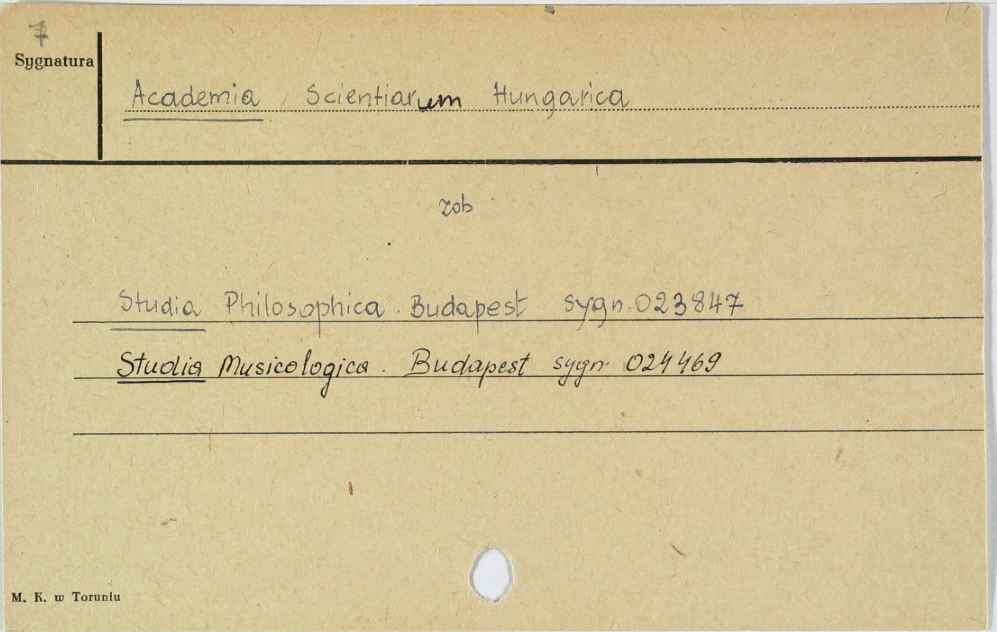 7
Sygnatura
Academia Scientiarum Hungarica
zob
Studia Philosophica. Budapest sygn. 023847
Studia Musicologica. Budapest sygn. 024469
M. K. w Toruniu